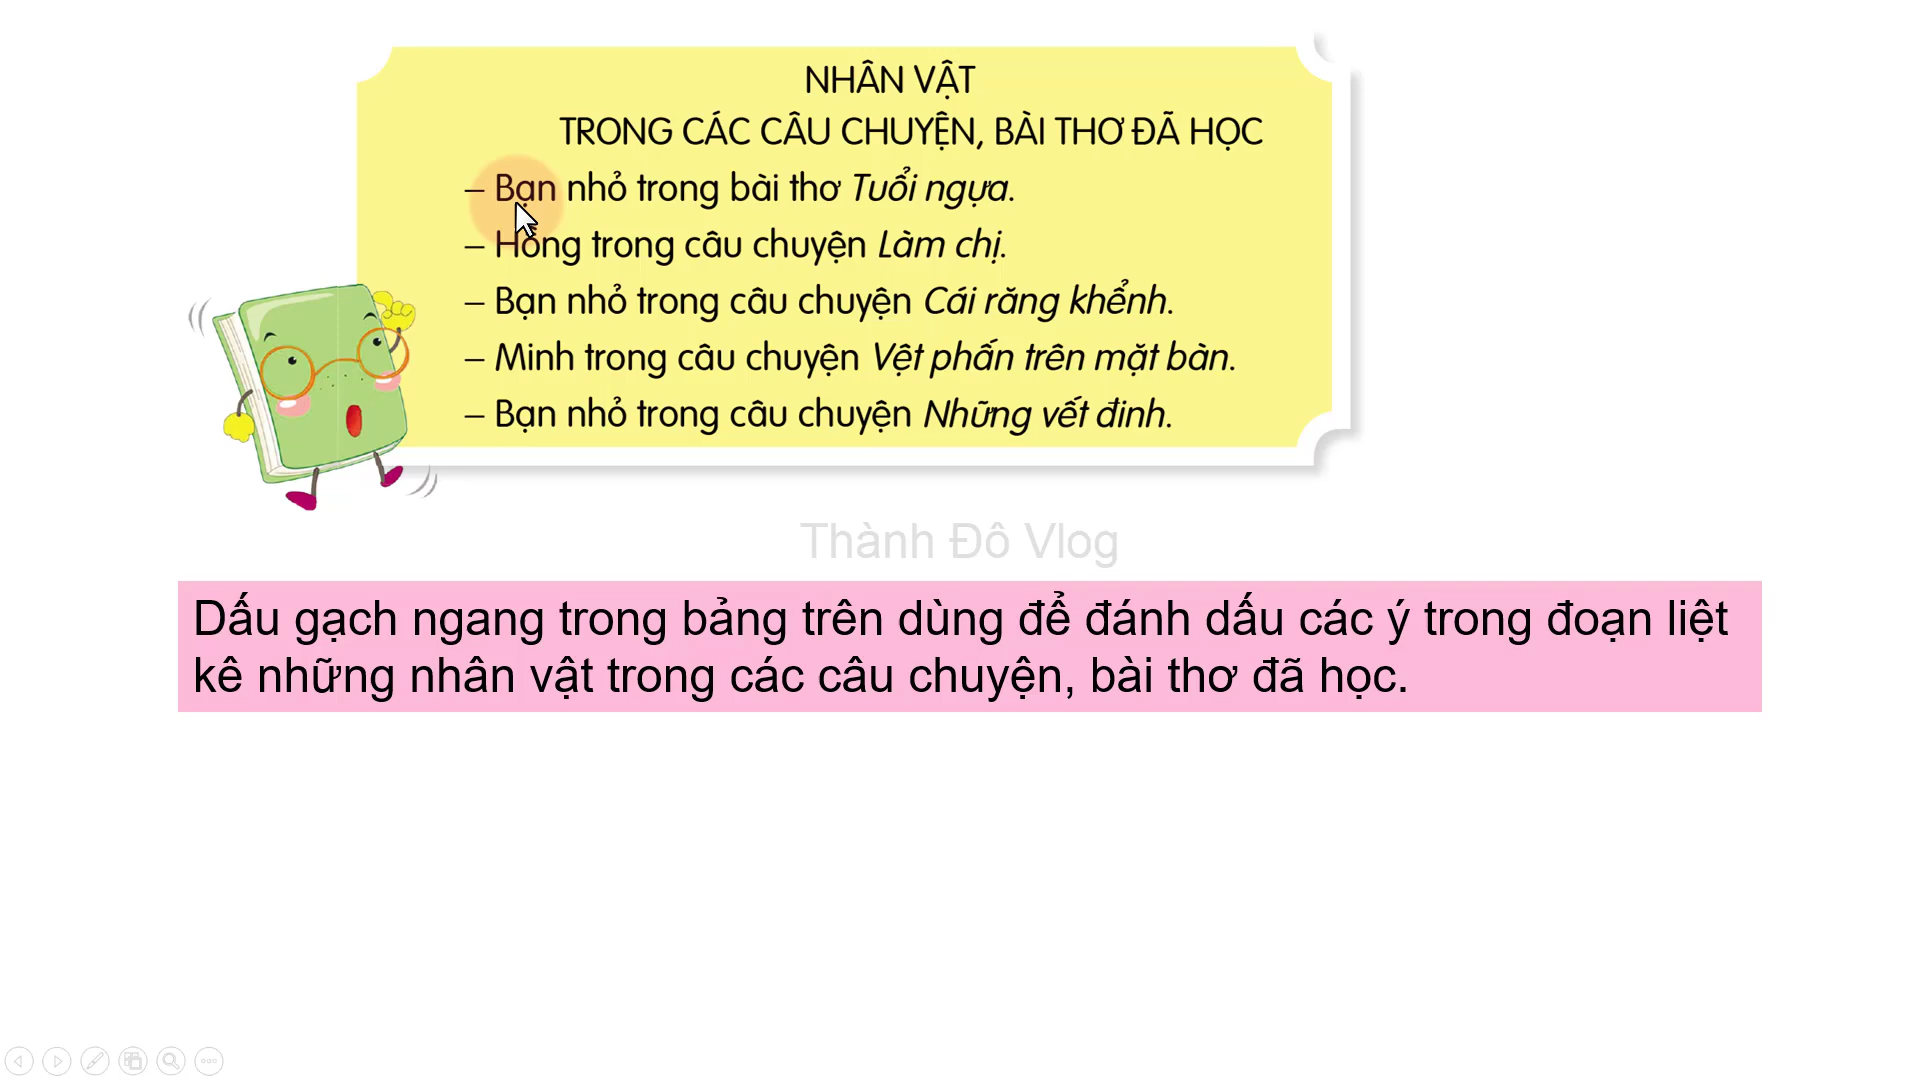 NHÂN VẬT
TRONG CÁC CÂU CHUYỆN, BÀI THƠ ĐÃ HỌC
– Bạn nhỏ trong bài thơ Tuổi ngựa.
– Hồng trong câu chuyện Làm chị.
– Bạn nhỏ trong câu chuyện Cái răng khểnh.
– Minh trong câu chuyện Vệt phấn trên mặt bàn.
– Bạn nhỏ trong câu chuyện Những vết đinh.
Thành Đô Vlog
Dấu gạch ngang trong bảng trên dùng để đánh dấu các ý trong đoạn liệt
kê những nhân vật trong các câu chuyện, bài thơ đã học.